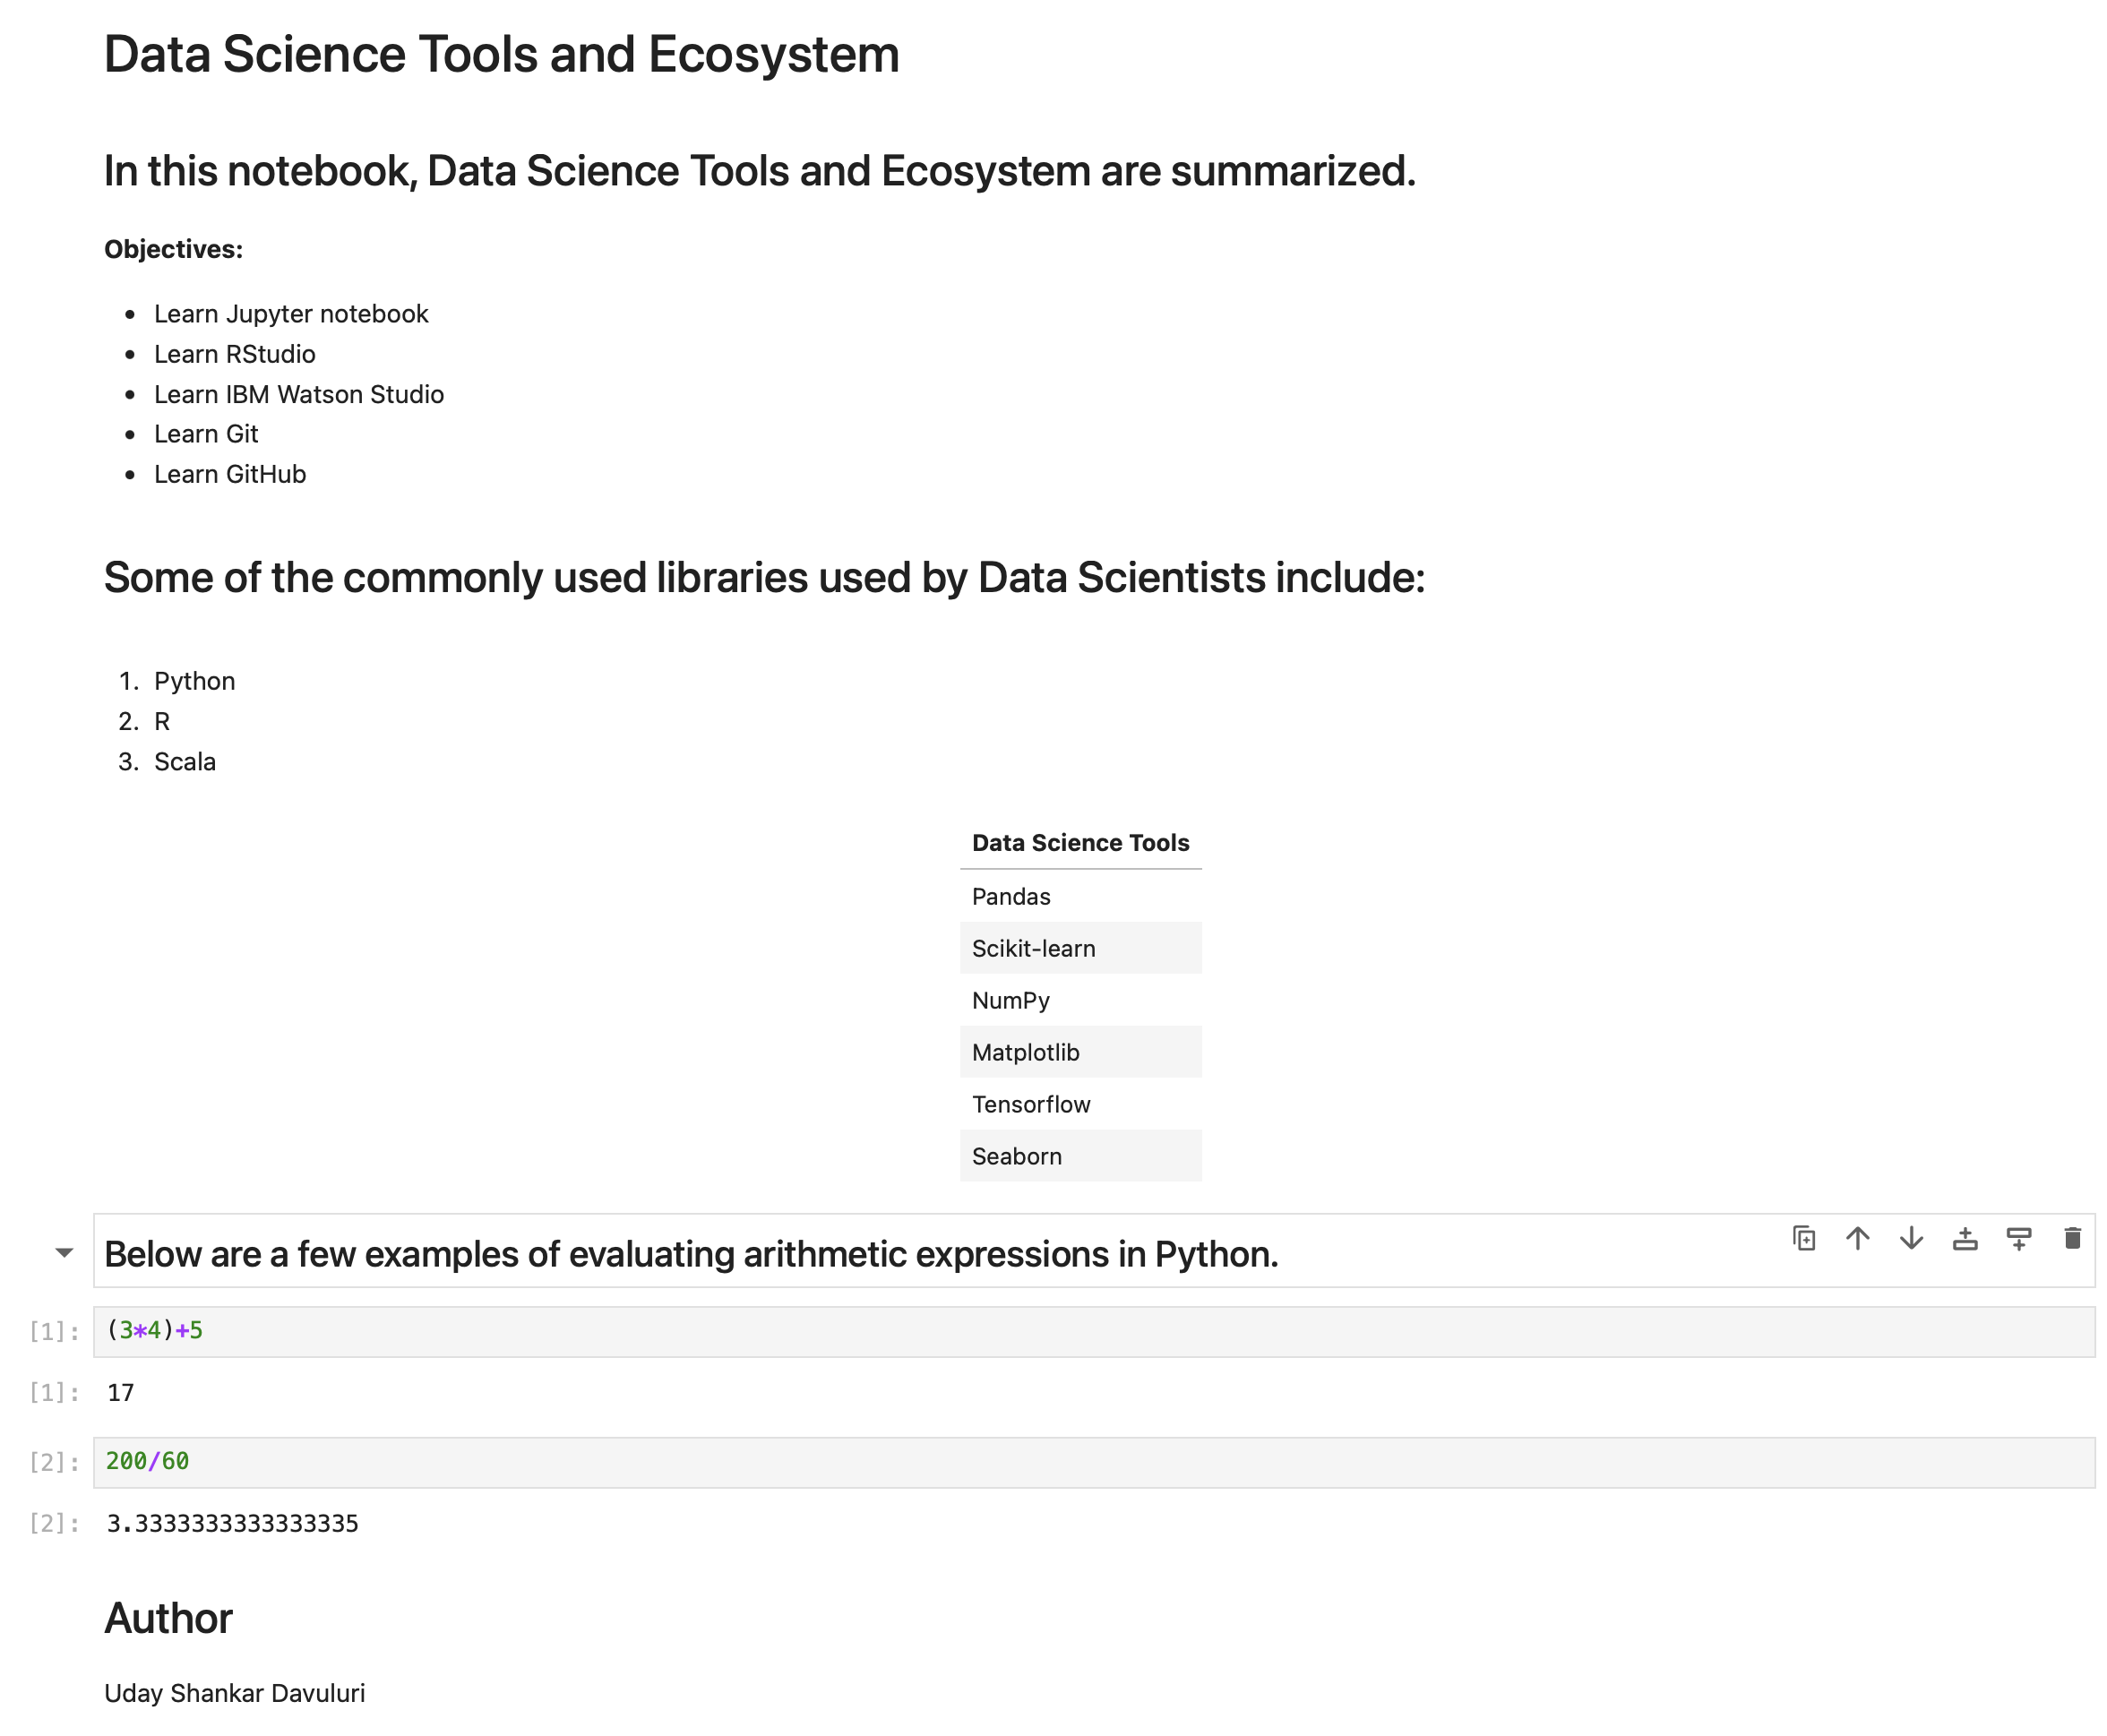 Data Science Tools and Ecosystem
In this notebook, Data Science Tools and Ecosystem are summarized.
Objectives:
• Learn Jupyter notebook
• Learn RStudio
• Learn IBM Watson Studio
• Learn Git
• Learn GitHub
Some of the commonly used libraries used by Data Scientists include:
1. Python
2. R
3. Scala
Data Science Tools
Pandas
Scikit-learn
NumPy
Matplotlib
Tensorflow
Seaborn
Below are a few examples of evaluating arithmetic expressions in Python.
[1]: (3*4)+5
[1]: 17
[2]: 200/60
[2]: 3.3333333333333335
Author
Uday Shankar Davuluri